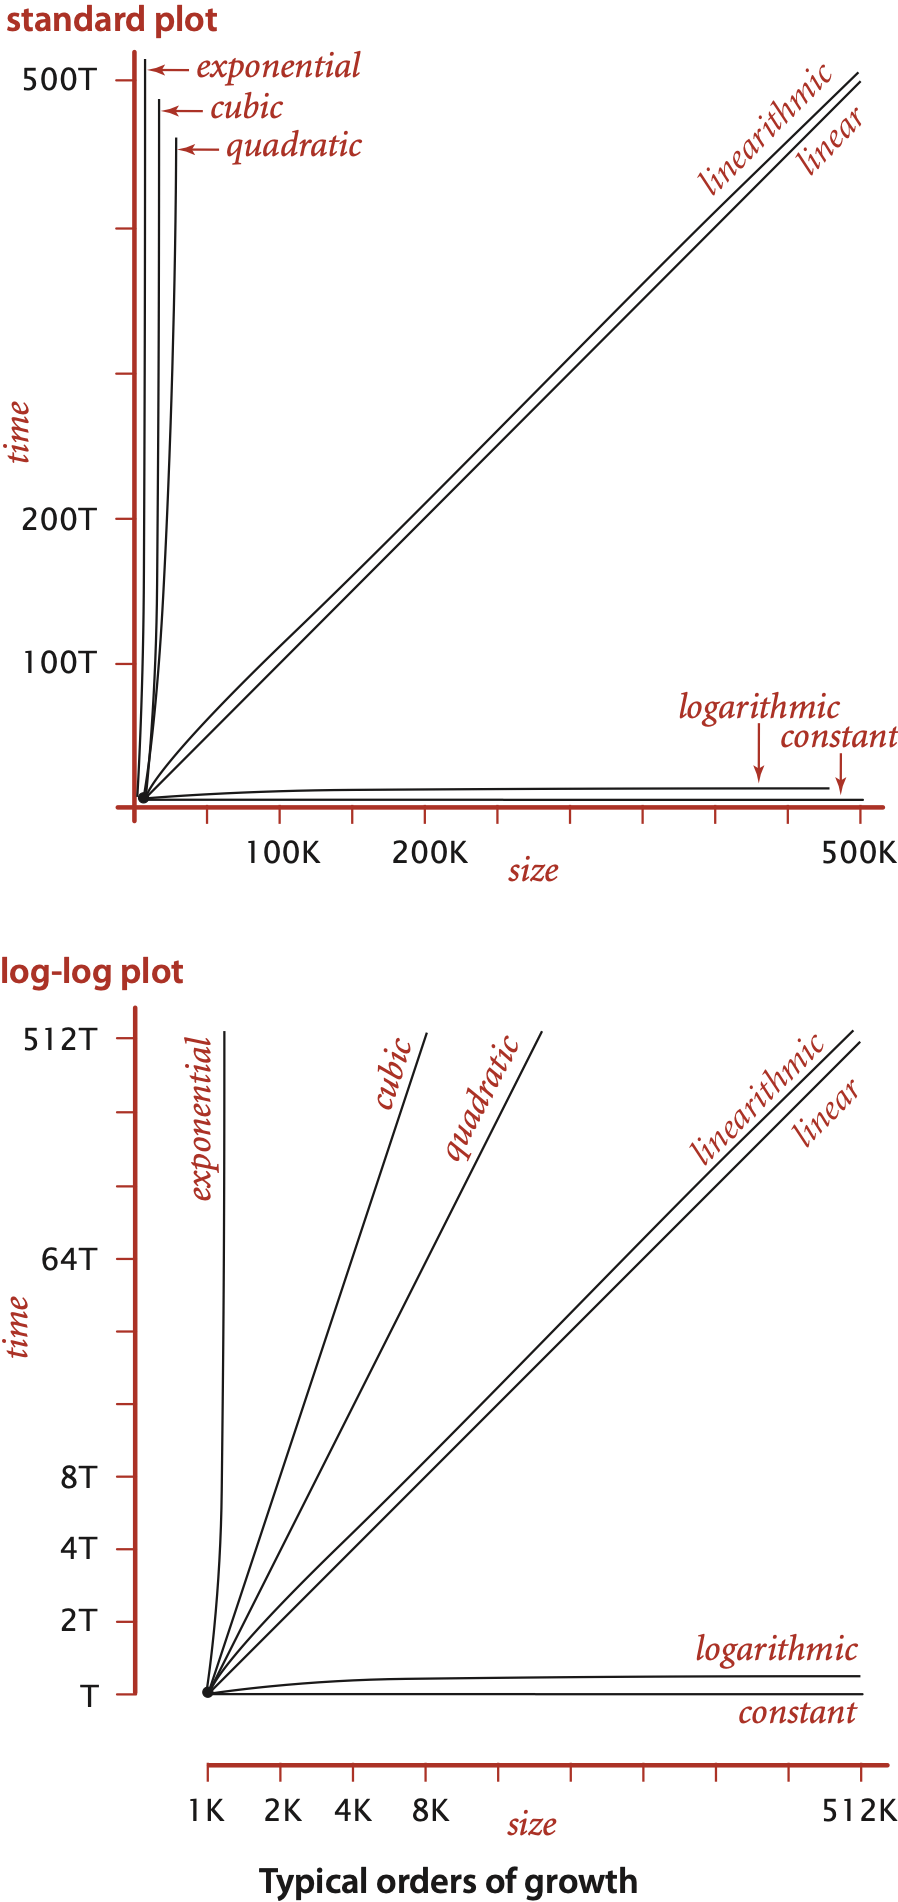 standard plot
500T
exponential
cubic
quadratic
linearithmic
linear
time
200T
100T
logarithmic
constant
100K
200K
size
500K
log-log plot
512T
exponential
cubic
quadratic
linearithmic
linear
64T
time
8T
4T
2T
T
logarithmic
constant
1K
2K
4K
8K
size
512K
Typical orders of growth